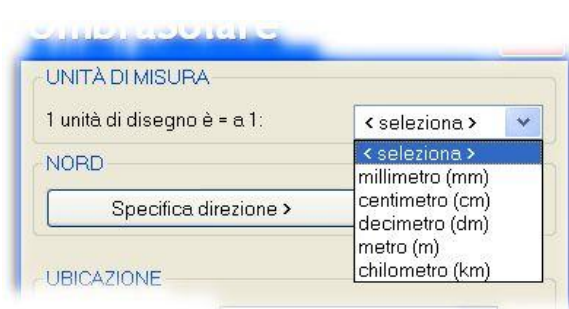 OmbraSolare
UNITÀ DI MISURA
1 unità di disegno è = a 1:
< seleziona >
< seleziona >
millimetro (mm)
centimetro (cm)
decimetro (dm)
metro (m)
chilometro (km)
NORD
Specifica direzione >
UBICAZIONE